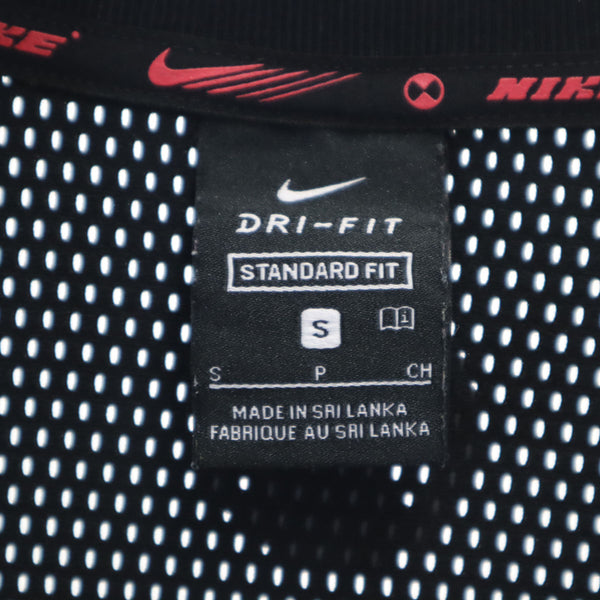 NIKE
NIKE
DRI-FIT
STANDARD FIT
S
i
S P CH
MADE IN SRI LANKA
FABRIQUE AU SRI LANKA